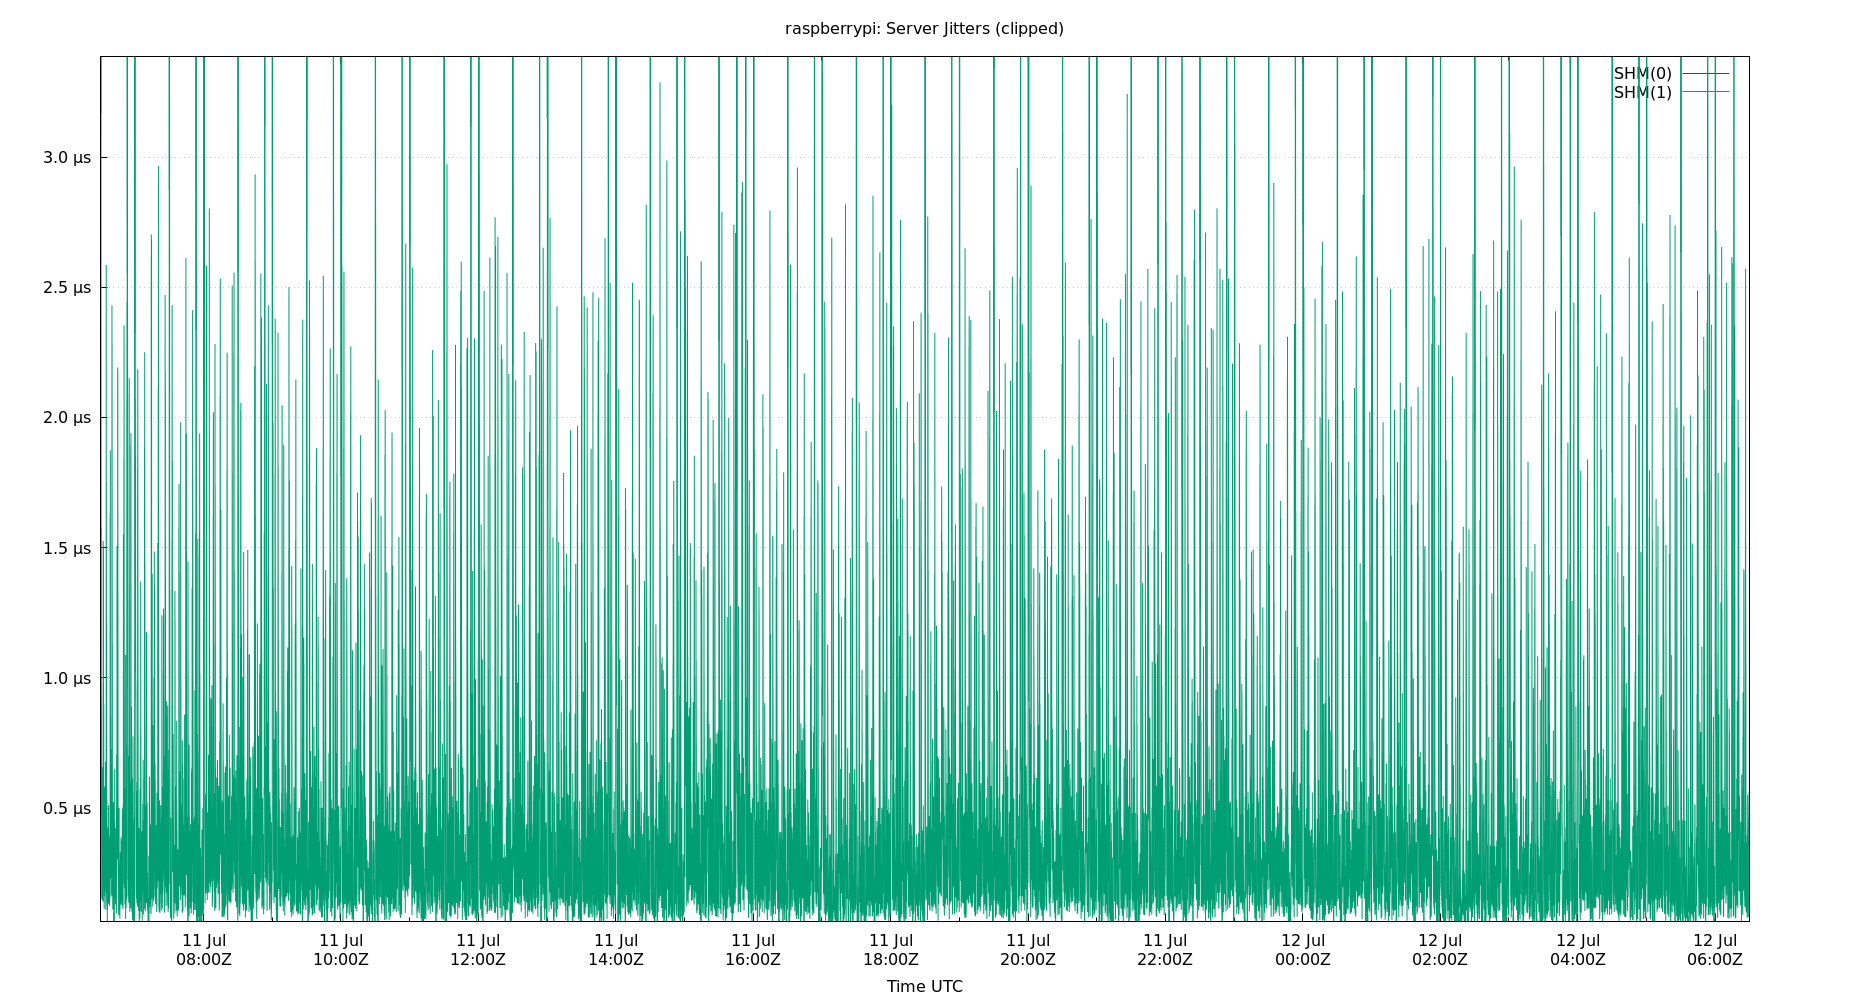 raspberrypi: Server Jitters (clipped)
SHM(0)
SHM(1)
3.0 µs
2.5 µs
2.0 µs
1.5 µs
1.0 µs
0.5 µs
11 Jul 11 Jul 11 Jul 11 Jul 11 Jul 11 Jul 11 Jul 11 Jul 12 Jul 12 Jul 12 Jul 12 Jul
08:00Z 10:00Z 12:00Z 14:00Z 16:00Z 18:00Z 20:00Z 22:00Z 00:00Z 02:00Z 04:00Z 06:00Z
Time UTC